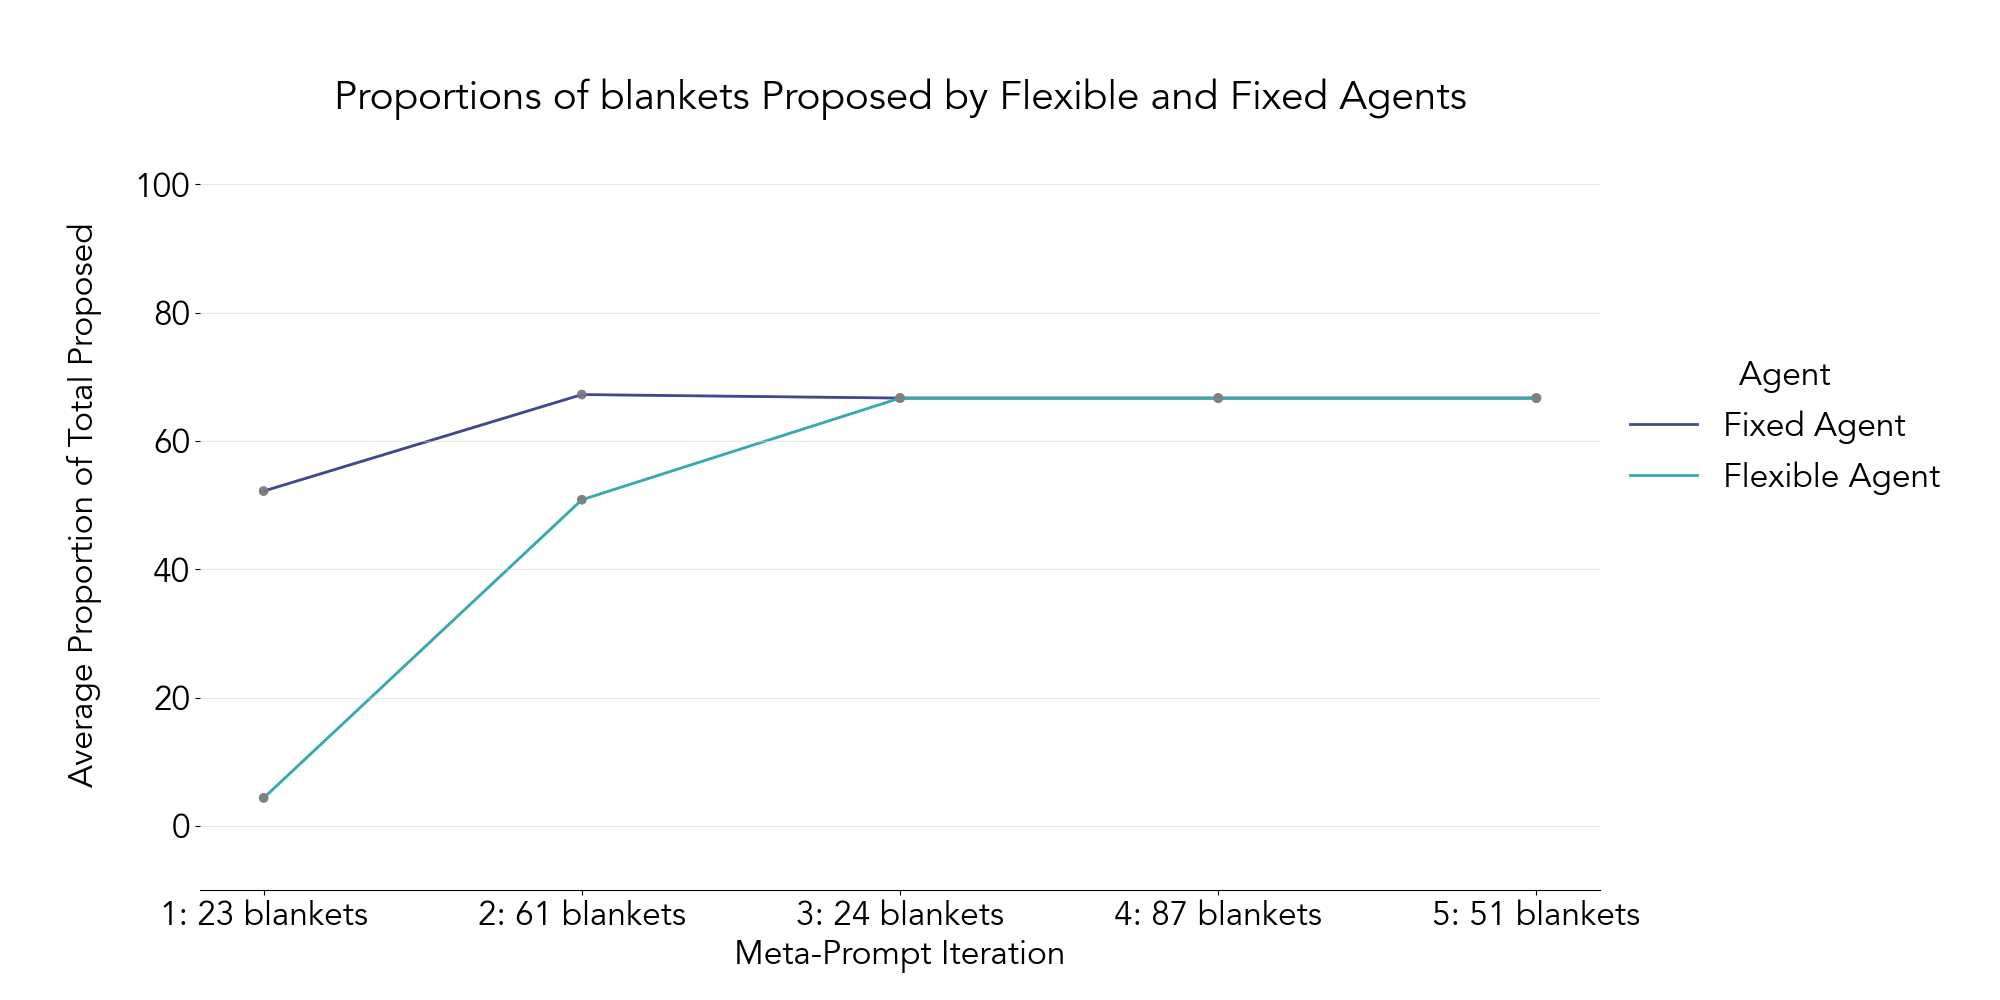 Proportions of blankets Proposed by Flexible and Fixed Agents
Average Proportion of Total Proposed
100
80
60
40
20
0
1: 23 blankets
2: 61 blankets
3: 24 blankets
4: 87 blankets
5: 51 blankets
Meta-Prompt Iteration
Agent
Fixed Agent
Flexible Agent